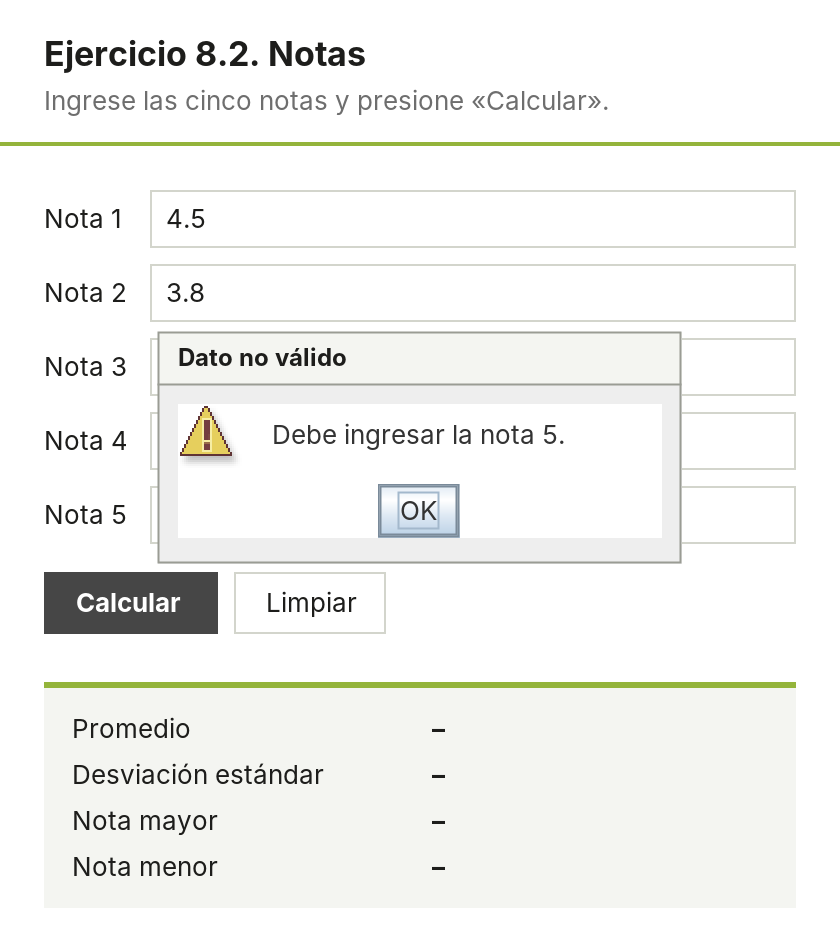 Ejercicio 8.2. Notas
Ingrese las cinco notas y presione «Calcular».
Nota 1 4.5
Nota 2 3.8
Nota 3
Nota 4
Nota 5
Dato no válido
Debe ingresar la nota 5.
OK
Calcular Limpiar
Promedio –
Desviación estándar –
Nota mayor –
Nota menor –